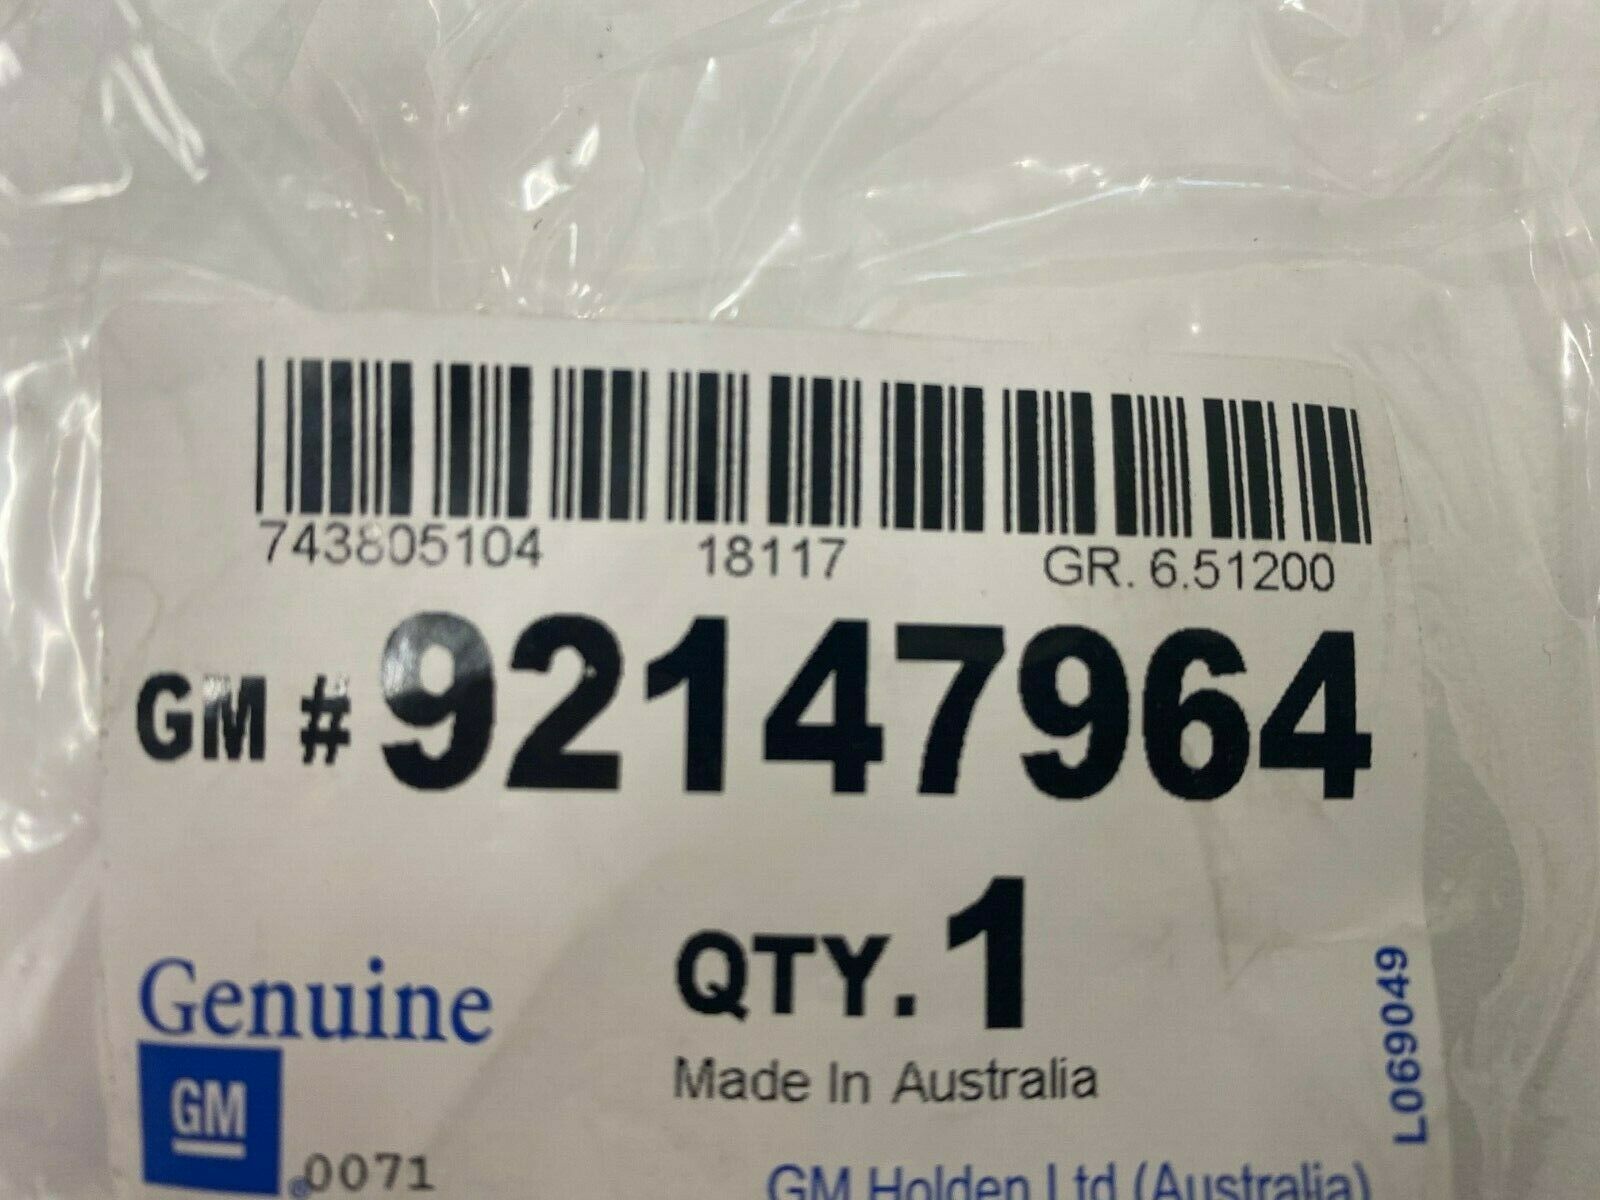 743805104 18117 GR. 6.51200
GM # 92147964
QTY. 1
Genuine
Made In Australia
GM
®0071
GM Holden Ltd (Australia)
L069049